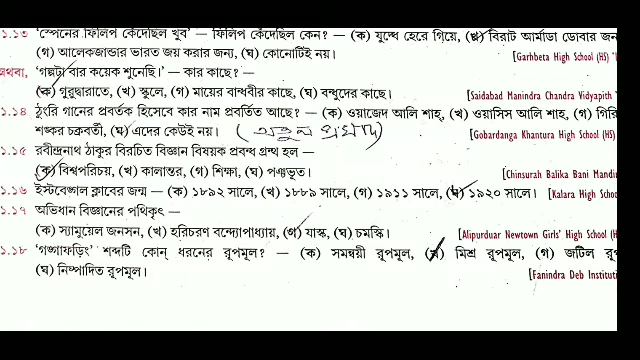 ১.১৩ 'স্পেনের ফিলিপ কেঁদেছিল খুব' – ফিলিপ কেঁদেছিল কেন? – (ক) যুদ্ধে হেরে গিয়ে, (খ) বিরাট আর্মাডা ডোবার জন্য
(গ) আলেকজান্ডার ভারত জয় করার জন্য, (ঘ) কোনোটিই নয়। [Garhbeta High School (HS)
অথবা, 'গল্পটা বার কয়েক শুনেছি।' – কার কাছে? –
(ক) গুরুদ্বারাতে, (খ) স্কুলে, (গ) মায়ের বান্ধবীর কাছে, (ঘ) বন্ধুদের কাছে। [Saidabad Manindra Chandra Vidyapith
১.১৪ ঠুংরি গানের প্রবর্তক হিসেবে কার নাম প্রবর্তিত আছে? – (ক) ওয়াজেদ আলি শাহ্, (খ) ওয়াসিস আলি শাহ, (গ) গিরি
শঙ্কর চক্রবর্তী, (ঘ) এদের কেউই নয়। (অতুল প্রসাদ) [Gobardanga Khantura High School (HS)
১.১৫ রবীন্দ্রনাথ ঠাকুর বিরচিত বিজ্ঞান বিষয়ক প্রবন্ধ গ্রন্থ হল –
(ক) বিশ্বপরিচয়, (খ) কালান্তর, (গ) শিক্ষা, (ঘ) পঞ্চভূত। [Chinsurah Balika Bani Mandir
১.১৬ ইস্টবেঙ্গল ক্লাবের জন্ম – (ক) ১৮৯২ সালে, (খ) ১৮৮৯ সালে, (গ) ১৯১১ সালে, (ঘ) ১৯২০ সালে। [Kalara High School
১.১৭ অভিধান বিজ্ঞানের পথিকৃৎ –
(ক) স্যামুয়েল জনসন, (খ) হরিচরণ বন্দ্যোপাধ্যায়, (গ) যাস্ক, (ঘ) চমস্কি। [Alipurduar Newtown Girls' High School (H
১.১৮ 'গঙ্গাফড়িং' শব্দটি কোন্ ধরনের রূপমূল? – (ক) সমন্বয়ী রূপমূল, (খ) মিশ্র রূপমূল, (গ) জটিল রূপ
(ঘ) নিষ্পাদিত রূপমূল। [Fanindra Deb Instituti